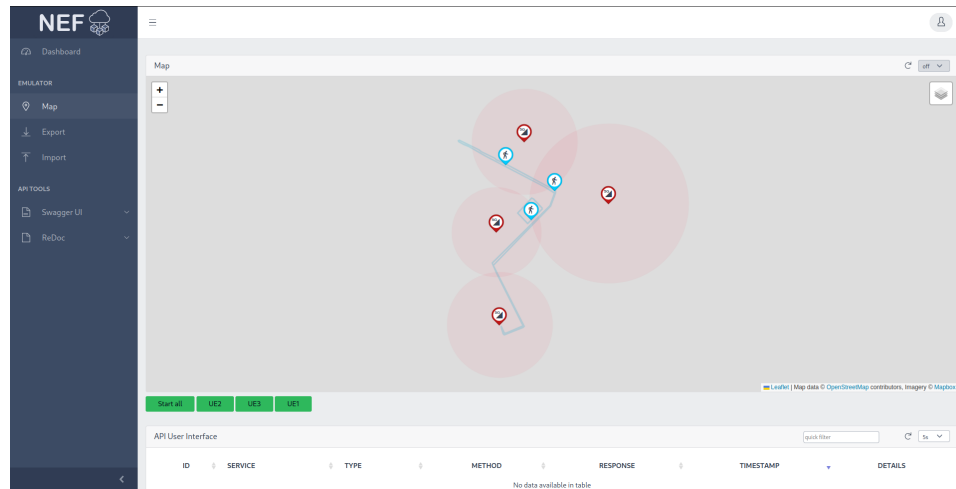 NEF
Dashboard
EMULATOR
Map
Export
Import
API TOOLS
Swagger UI
ReDoc
Map
off
+
−
Leaflet | Map data © OpenStreetMap contributors, Imagery © Mapbox
Start all UE2 UE3 UE1
API User Interface
quick filter
5s
ID SERVICE TYPE METHOD RESPONSE TIMESTAMP DETAILS
No data available in table